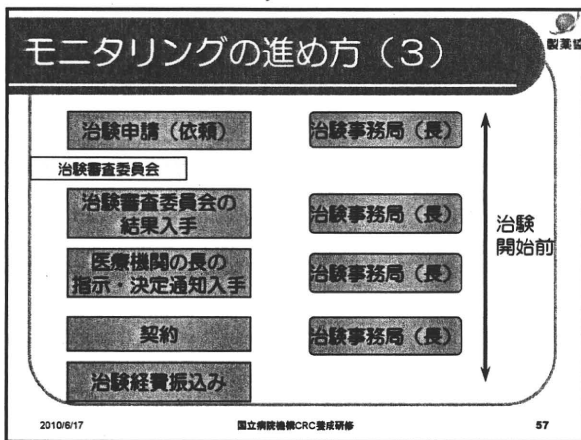 モニタリングの進め方（3）
製薬協
治験申請（依頼）
治験事務局（長）
治験審査委員会
治験審査委員会の
結果入手
治験事務局（長）
医療機関の長の
指示・決定通知入手
治験事務局（長）
契約
治験事務局（長）
治験経費振込み
治験
開始前
2010/6/17
国立病院機構CRC養成研修
57